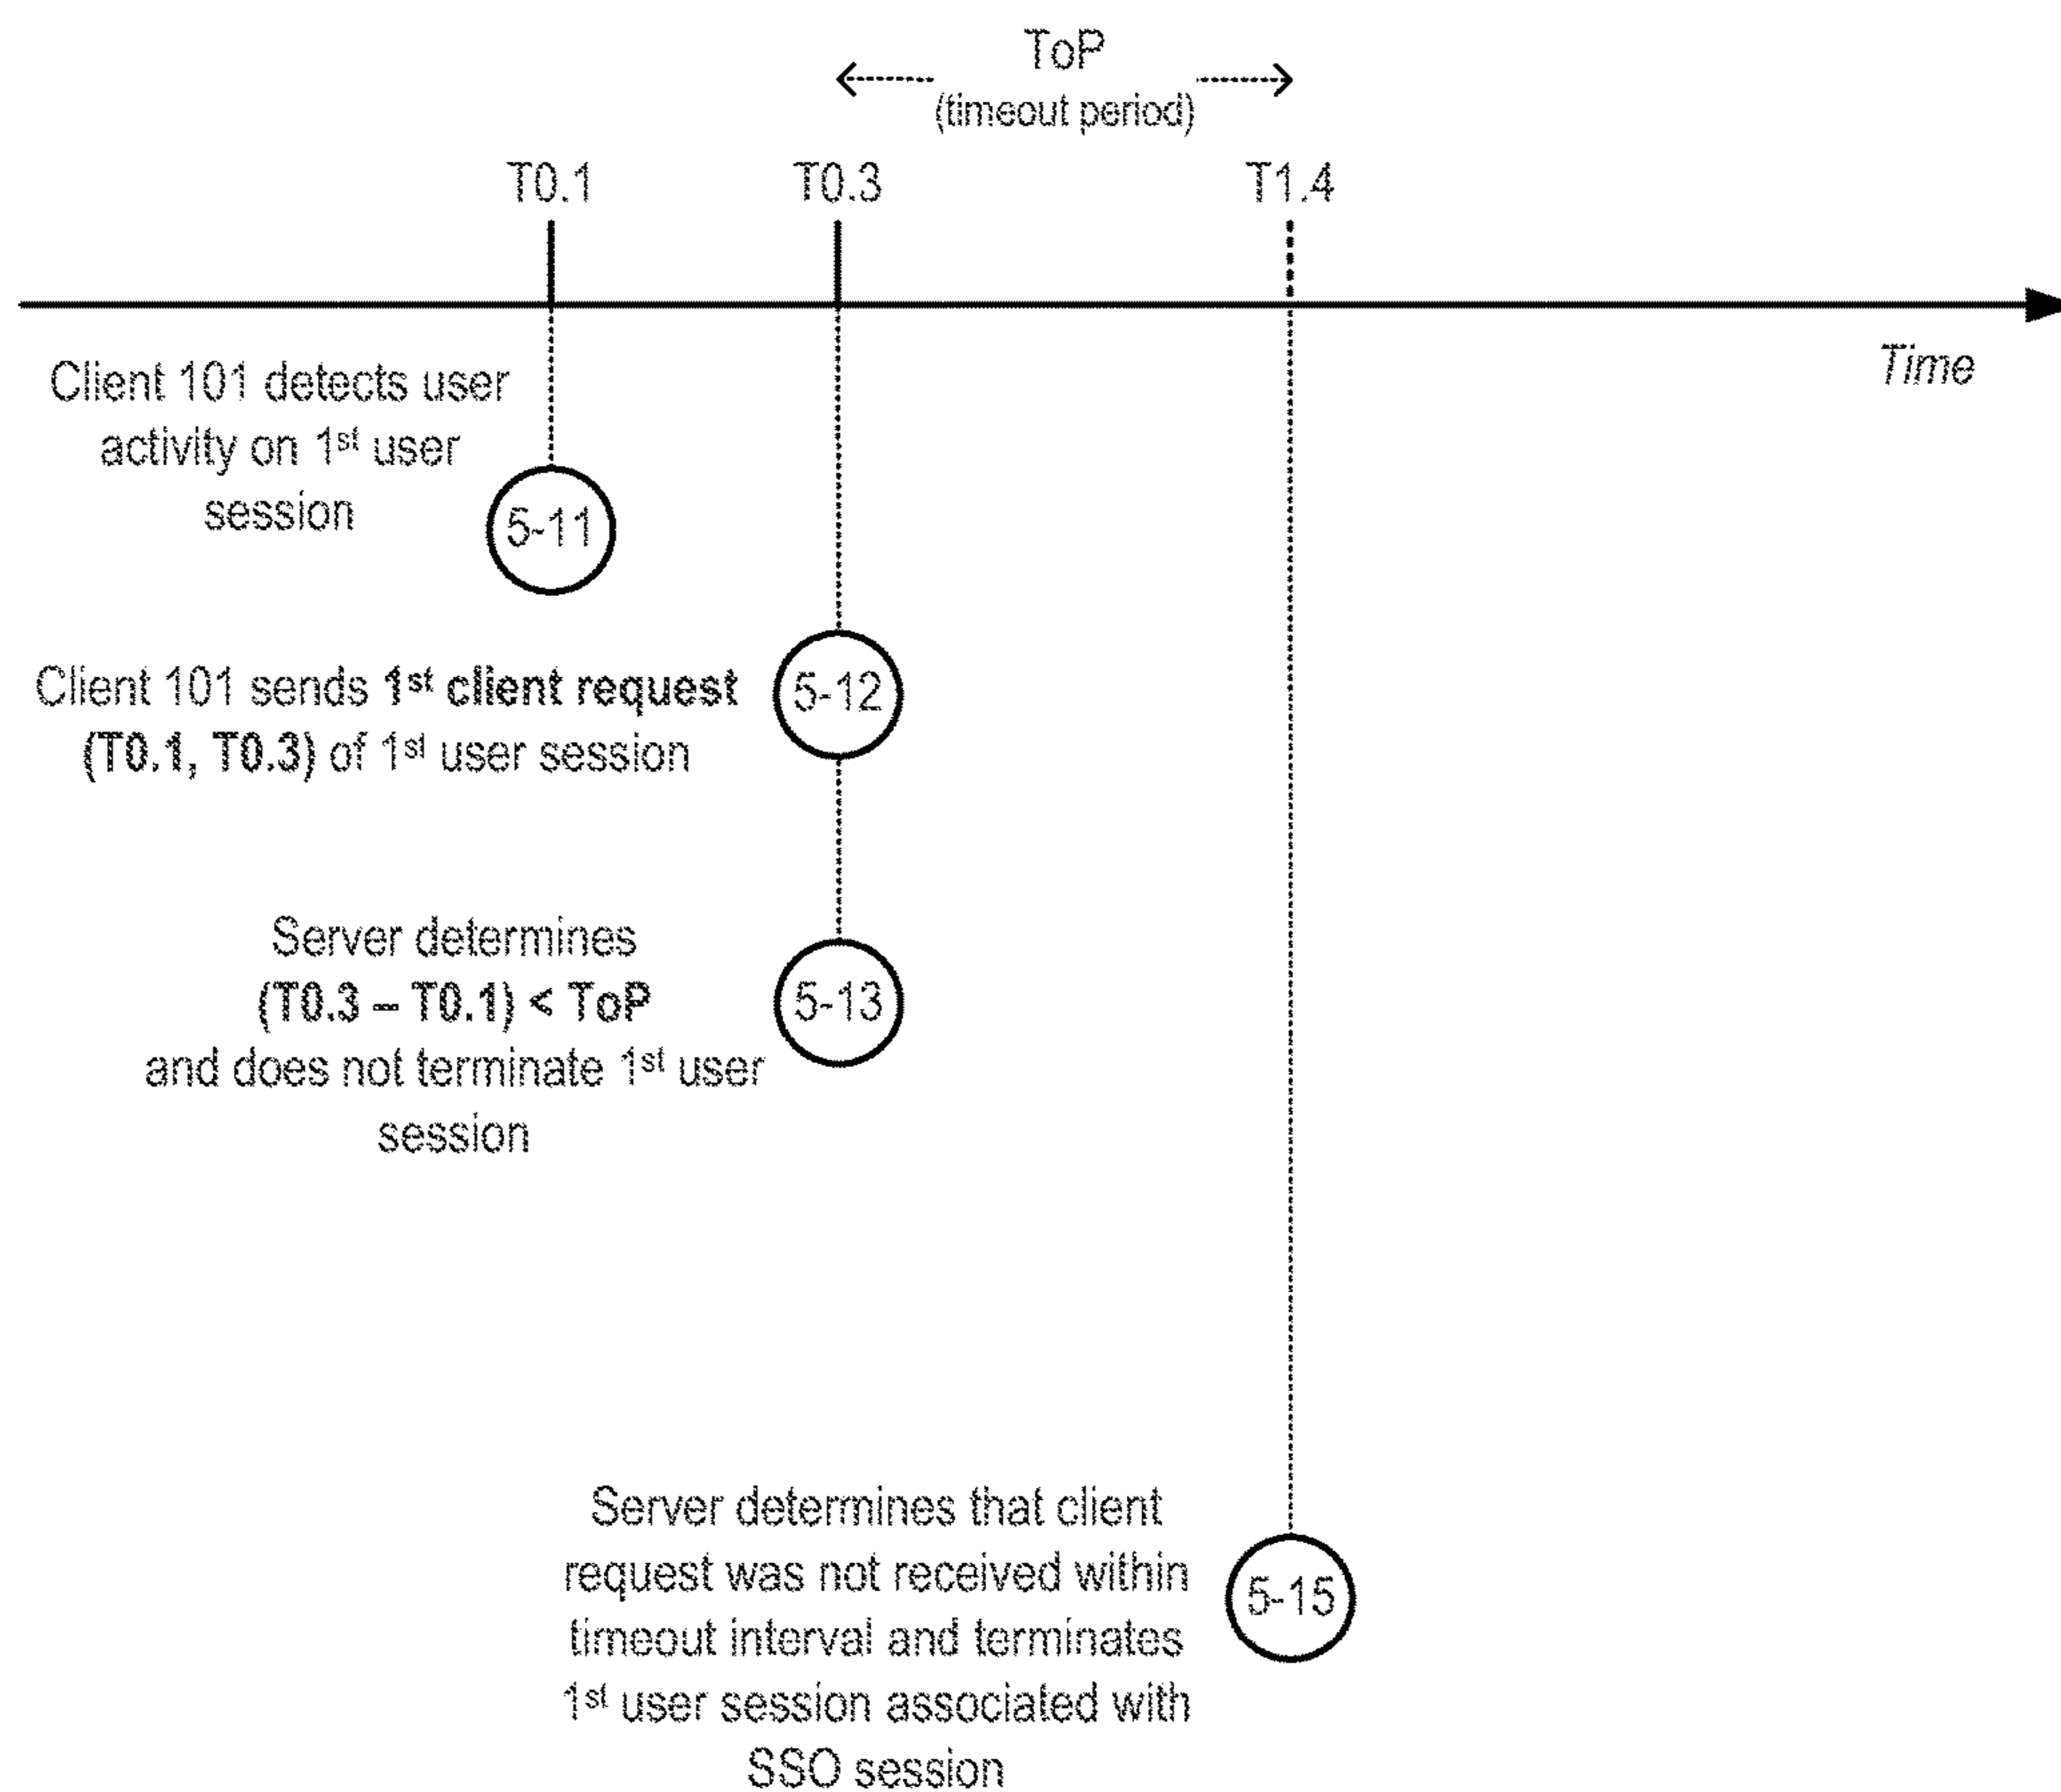 ToP
(timeout period)
T0.1
T0.3
T1.4
Time
Client 101 detects user
activity on 1st user
session
5-11
Client 101 sends 1st client request
(T0.1, T0.3) of 1st user session
5-12
Server determines
(T0.3 – T0.1) < ToP
and does not terminate 1st user
session
5-13
Server determines that client
request was not received within
timeout interval and terminates
1st user session associated with
SSO session
5-15